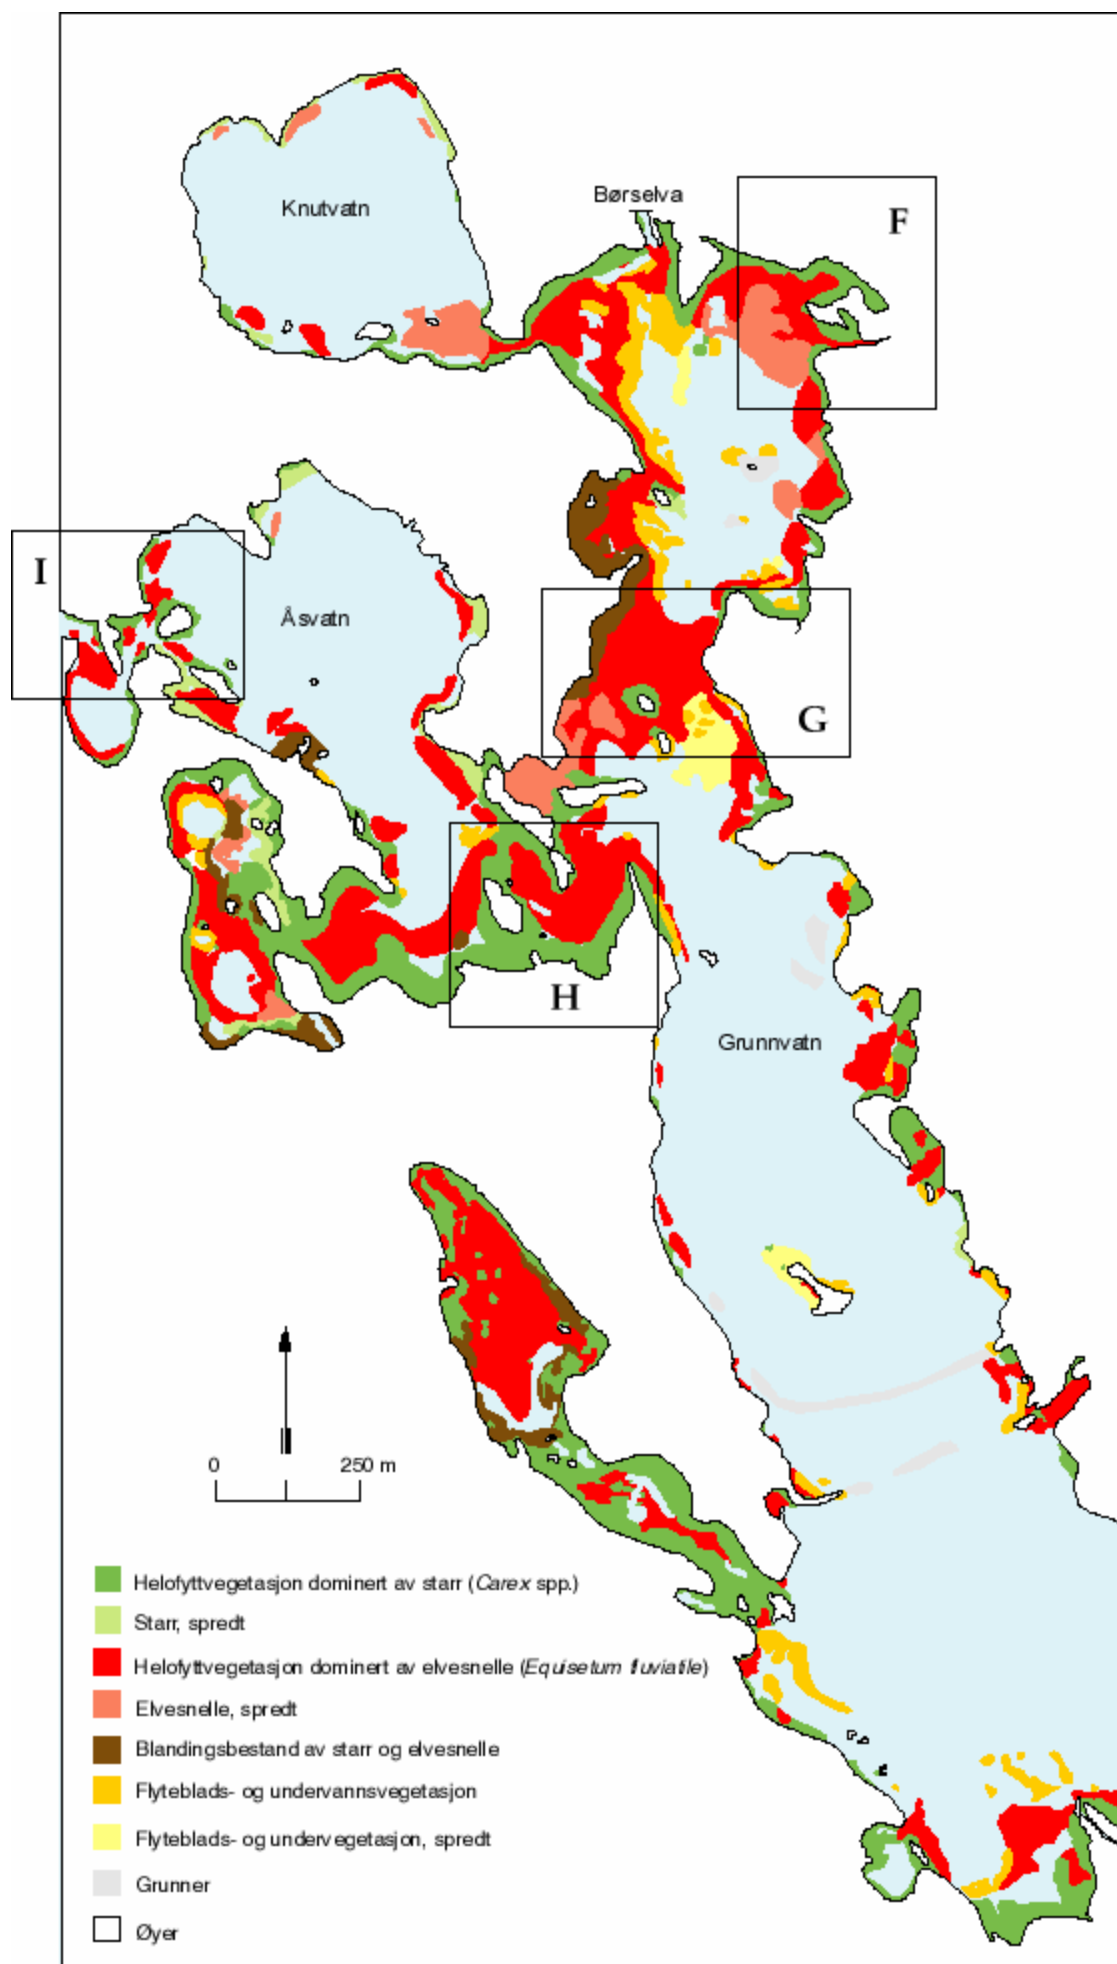 Knutvatn
Børselva
F
I
Åsvatn
G
H
Grunnvatn
0 250 m
Helofyttvegetasjon dominert av starr (Carex spp.)
Starr, spredt
Helofyttvegetasjon dominert av elvesnelle (Equisetum fluviatile)
Elvesnelle, spredt
Blandingsbestand av starr og elvesnelle
Flyteblads- og undervannsvegetasjon
Flyteblads- og undervegetasjon, spredt
Grunner
Øyer